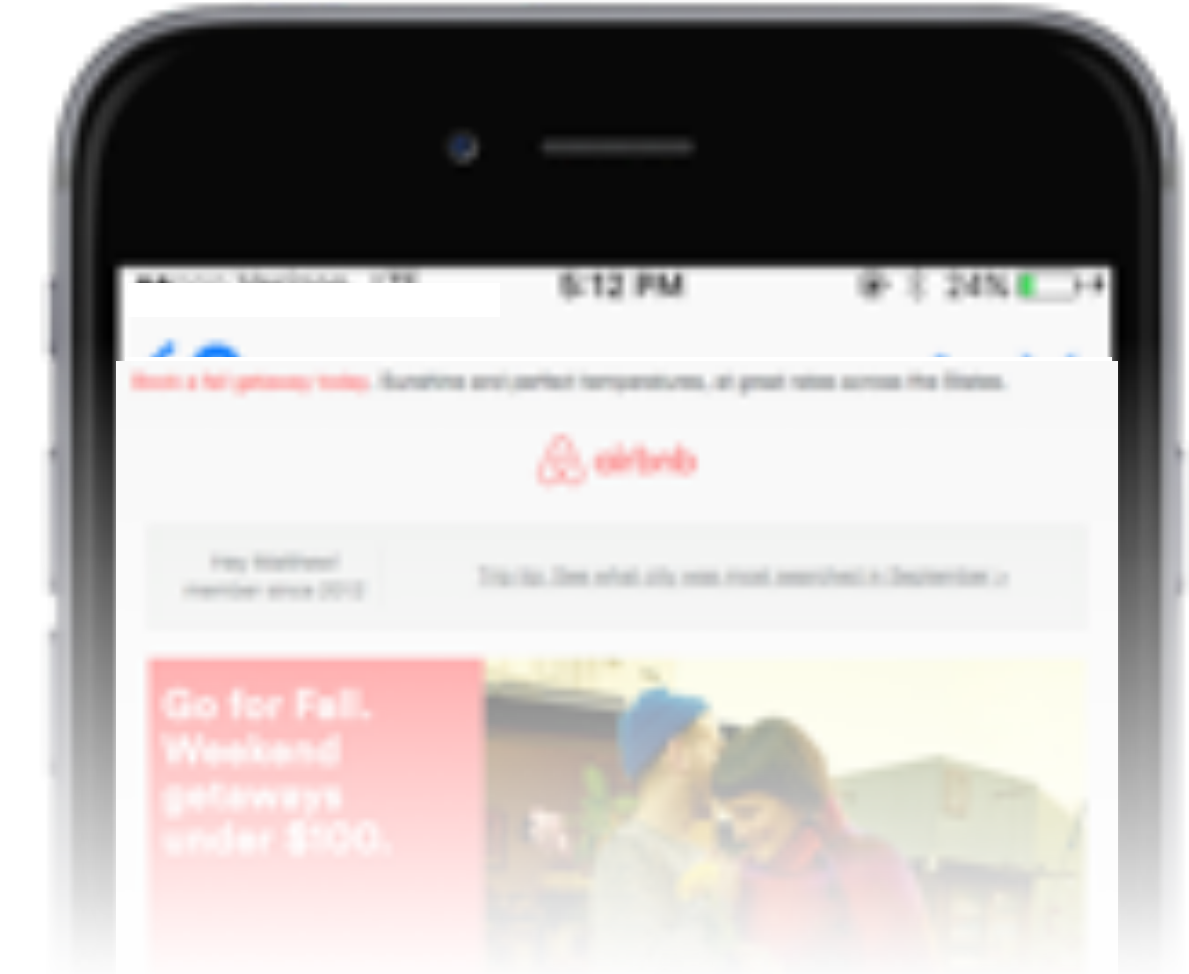 5:12 PM 24%
Book a fall getaway today. Sunshine and perfect temperatures, at great rates across the States.
airbnb
Hey Matthew!
member since 2012
Trip tip: See what city was most searched in September >
Go for Fall.
Weekend
getaways
under $100.